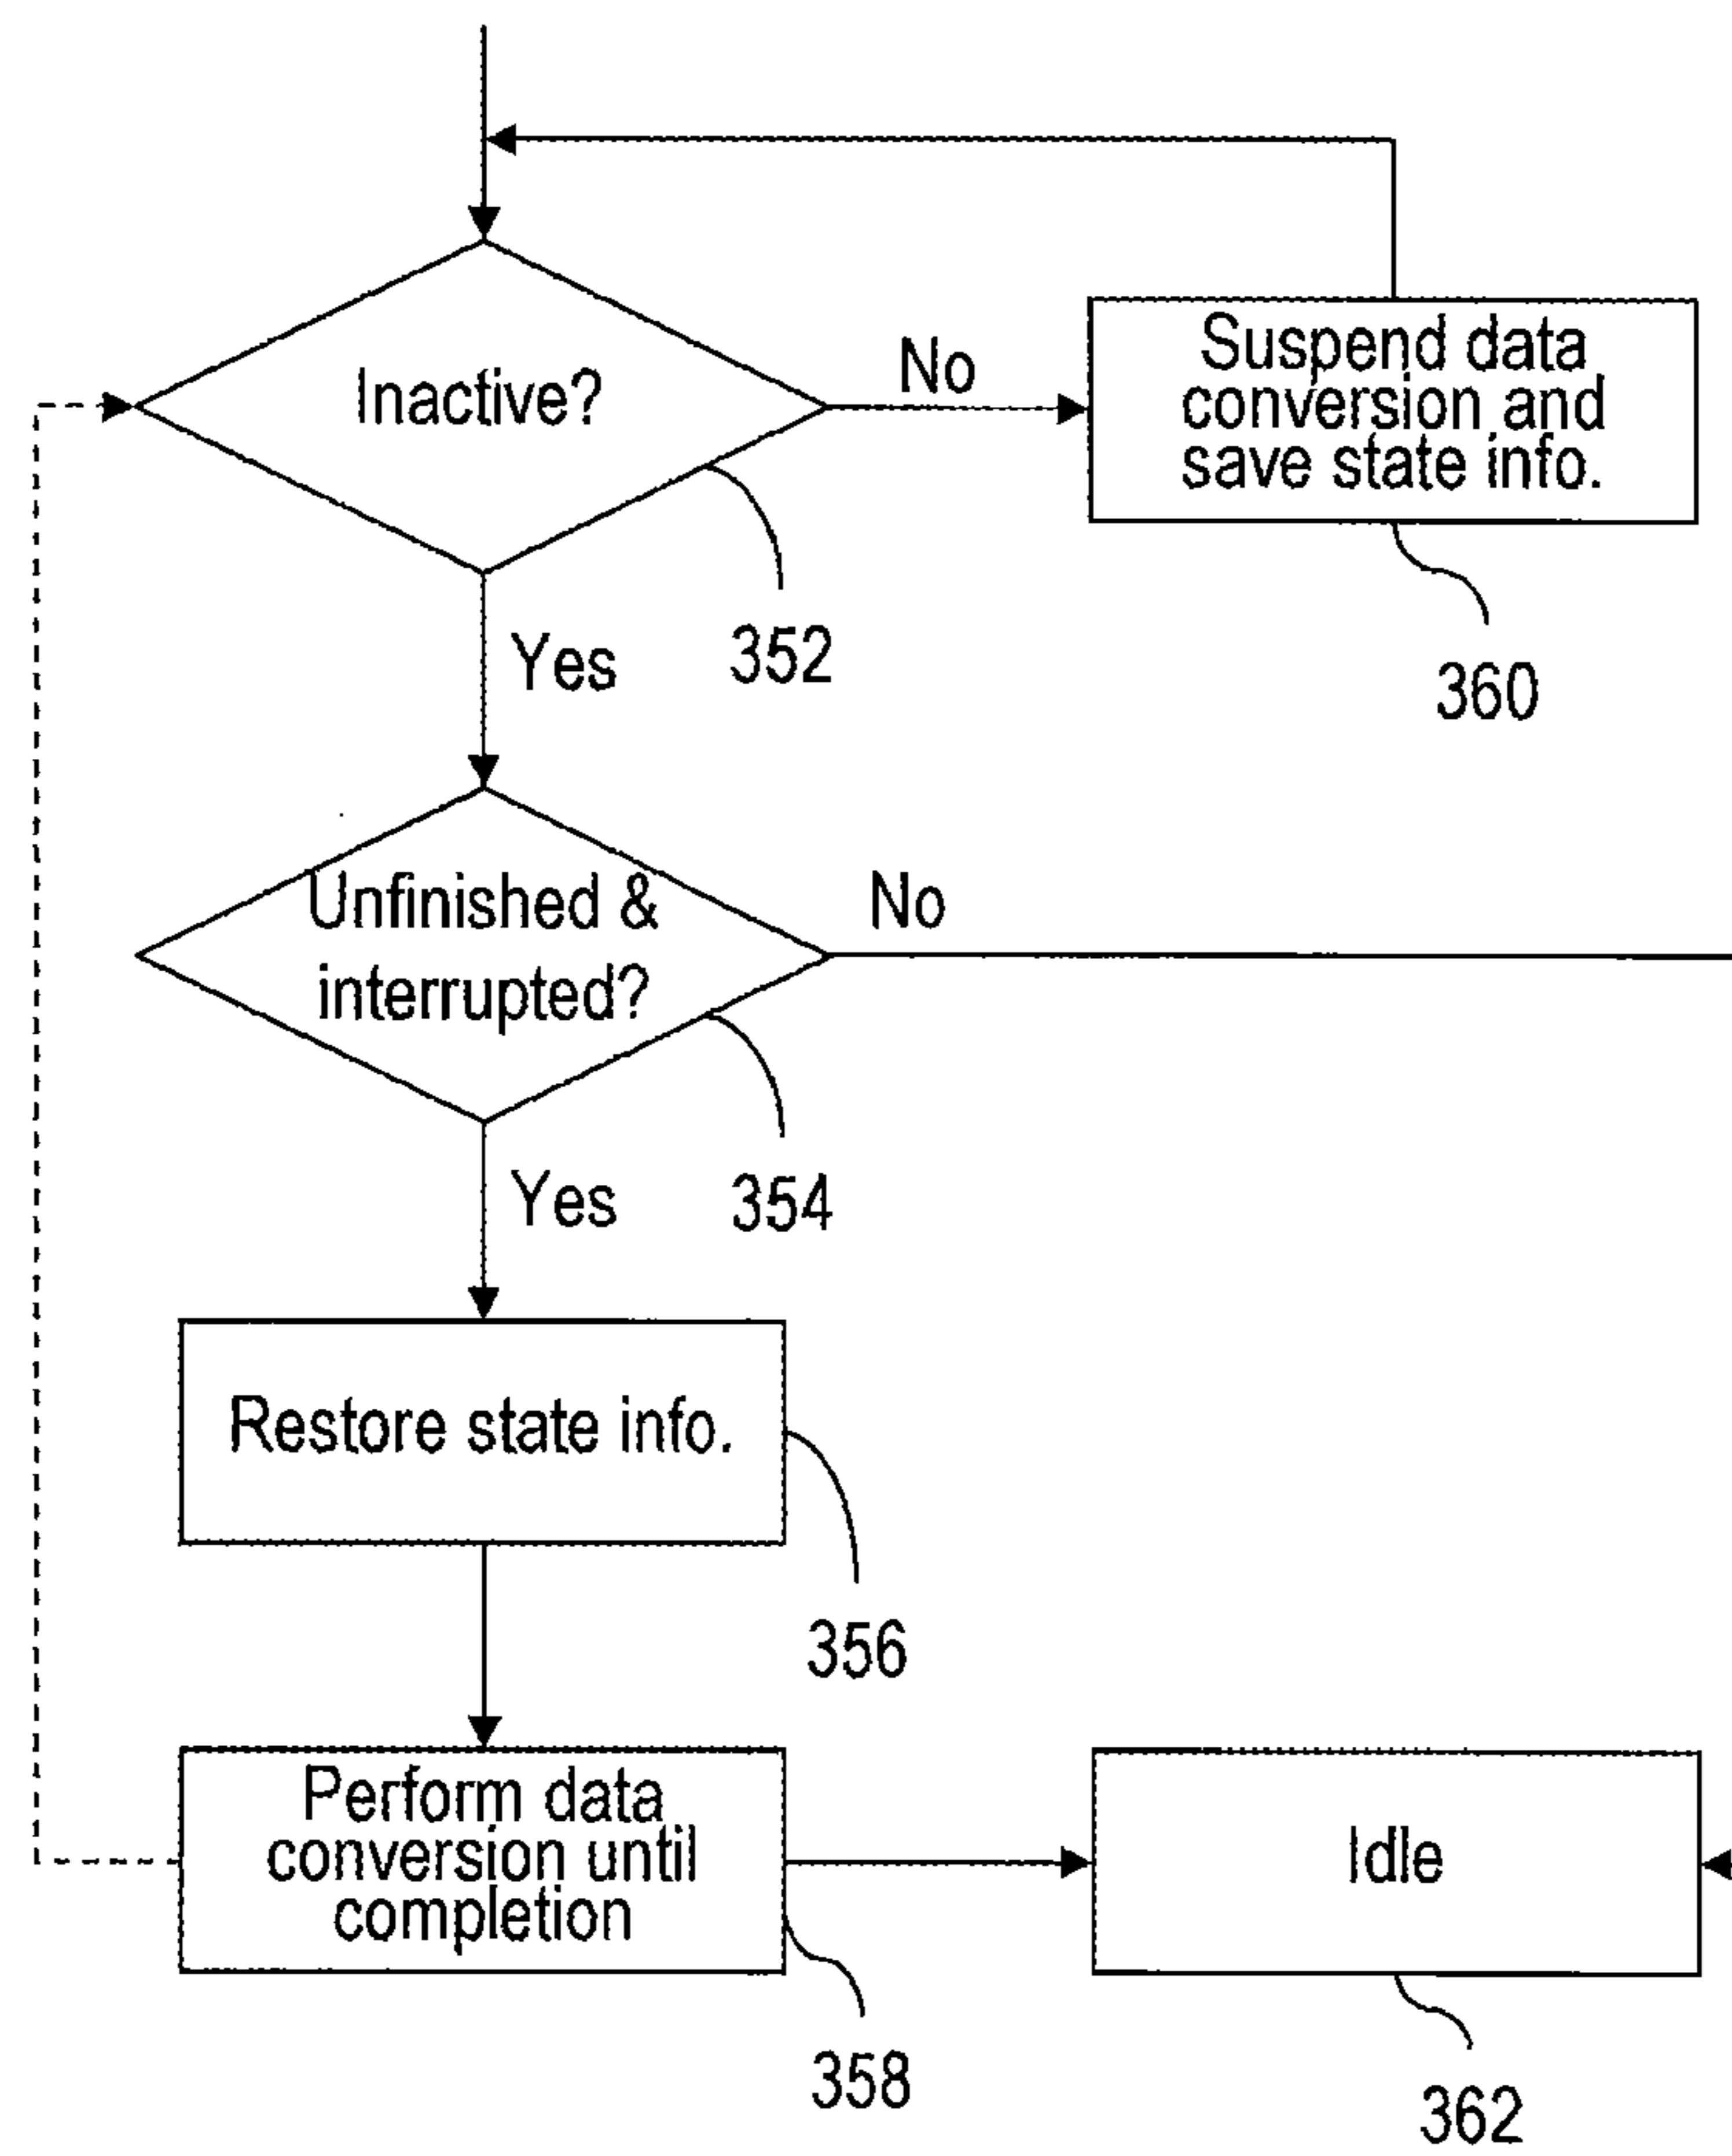 Inactive?
No
Suspend data
conversion and
save state info.
Yes
352
360
Unfinished &
interrupted?
No
Yes
354
Restore state info.
356
Perform data
conversion until
completion
Idle
358
362